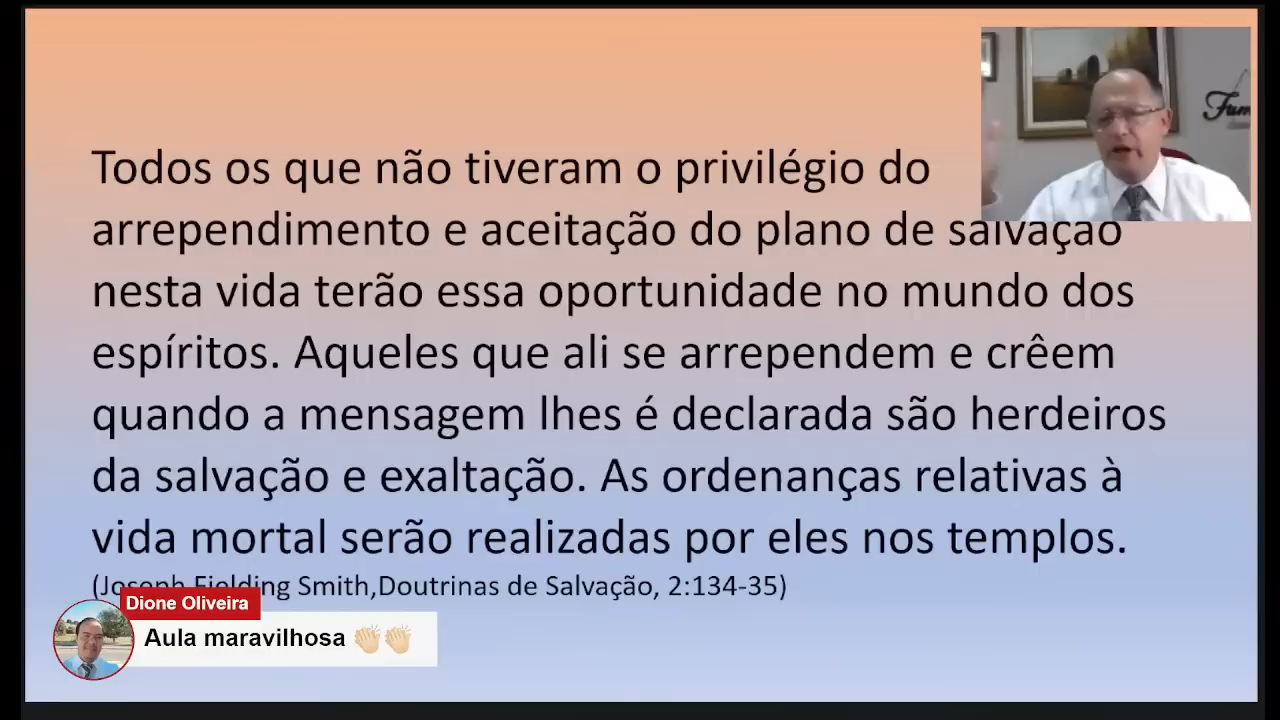 Todos os que não tiveram o privilégio do
arrependimento e aceitação do plano de salvação
nesta vida terão essa oportunidade no mundo dos
espíritos. Aqueles que ali se arrependem e crêem
quando a mensagem lhes é declarada são herdeiros
da salvação e exaltação. As ordenanças relativas à
vida mortal serão realizadas por eles nos templos.
(Joseph Fielding Smith,Doutrinas de Salvação, 2:134-35)
Dione Oliveira
Aula maravilhosa 👏🏻👏🏻